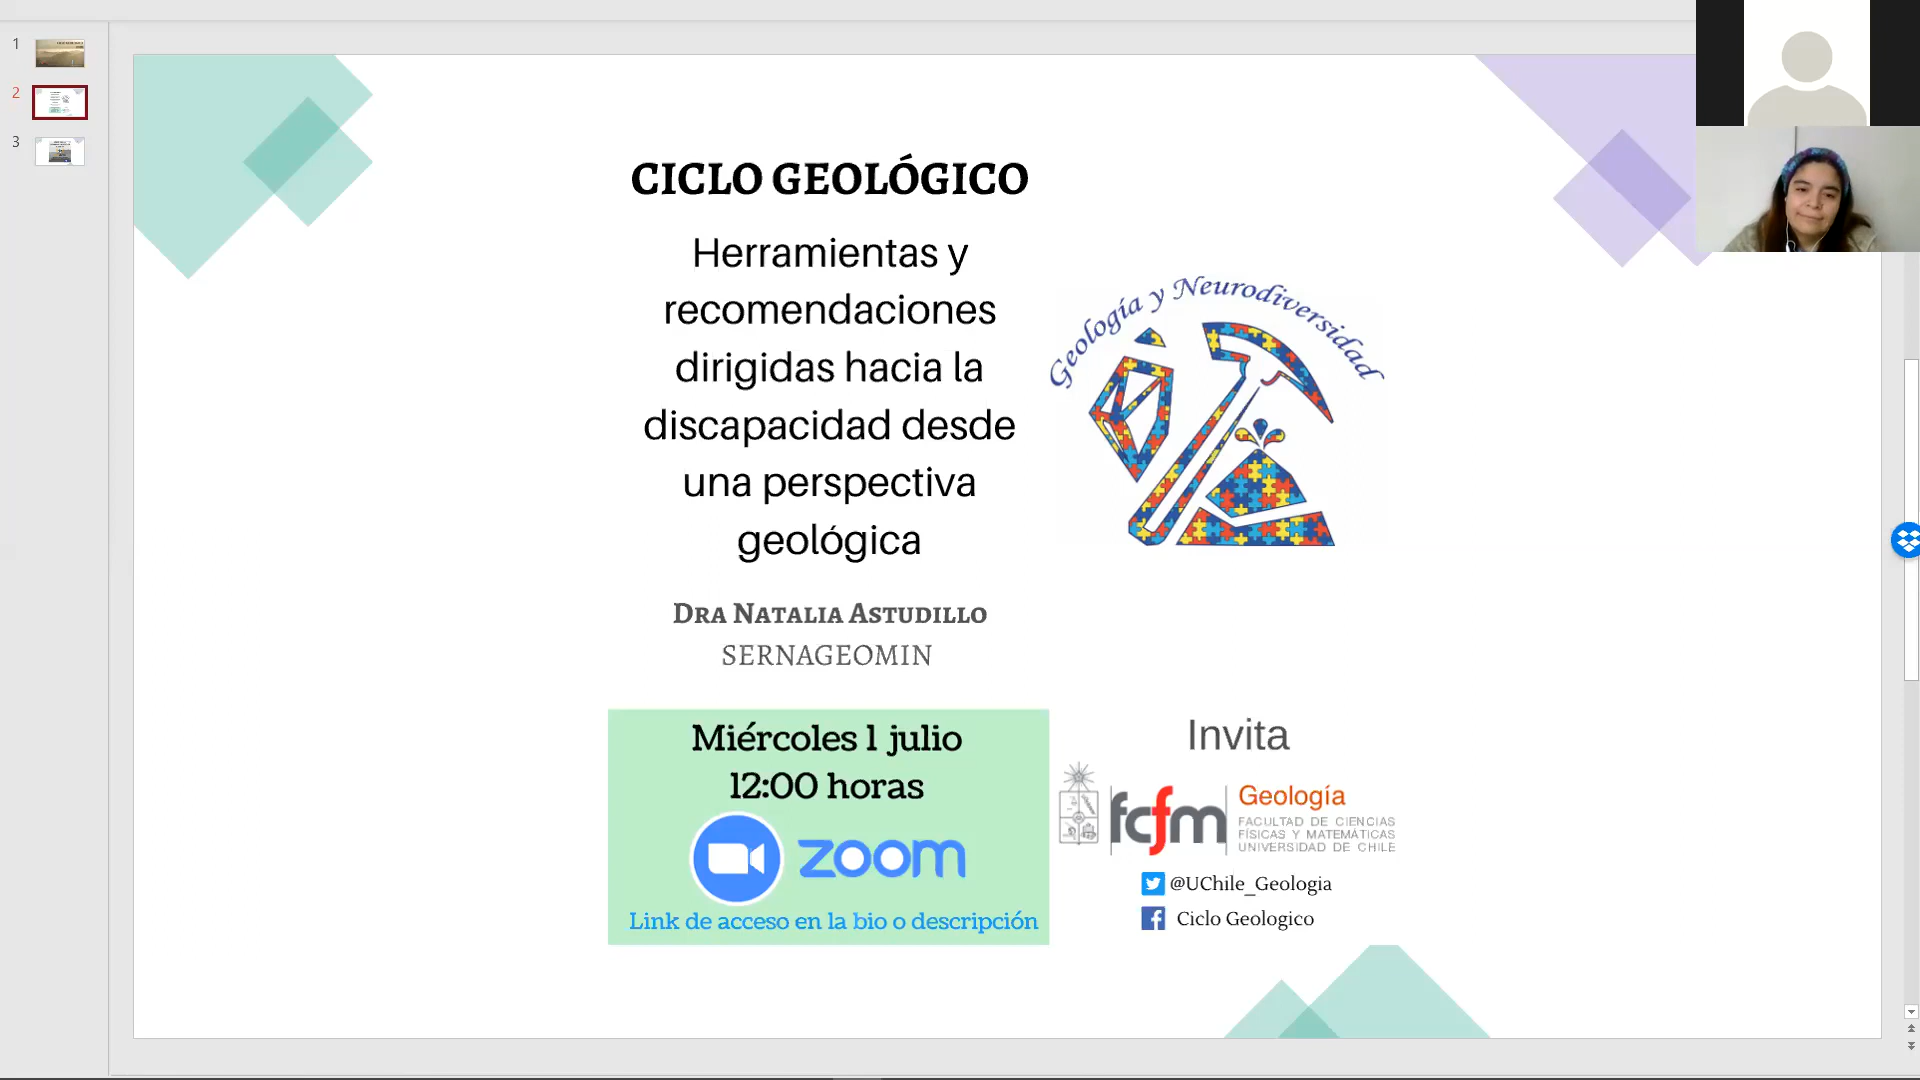 1
2
3
CICLO GEOLÓGICO
Herramientas y
recomendaciones
dirigidas hacia la
discapacidad desde
una perspectiva
geológica
DRA NATALIA ASTUDILLO
SERNAGEOMIN
Geología y Neurodiversidad
Miércoles 1 julio
12:00 horas
zoom
Link de acceso en la bio o descripción
Invita
fcfm
Geología
FACULTAD DE CIENCIAS
FÍSICAS Y MATEMÁTICAS
UNIVERSIDAD DE CHILE
@UChile_Geologia
Ciclo Geologico